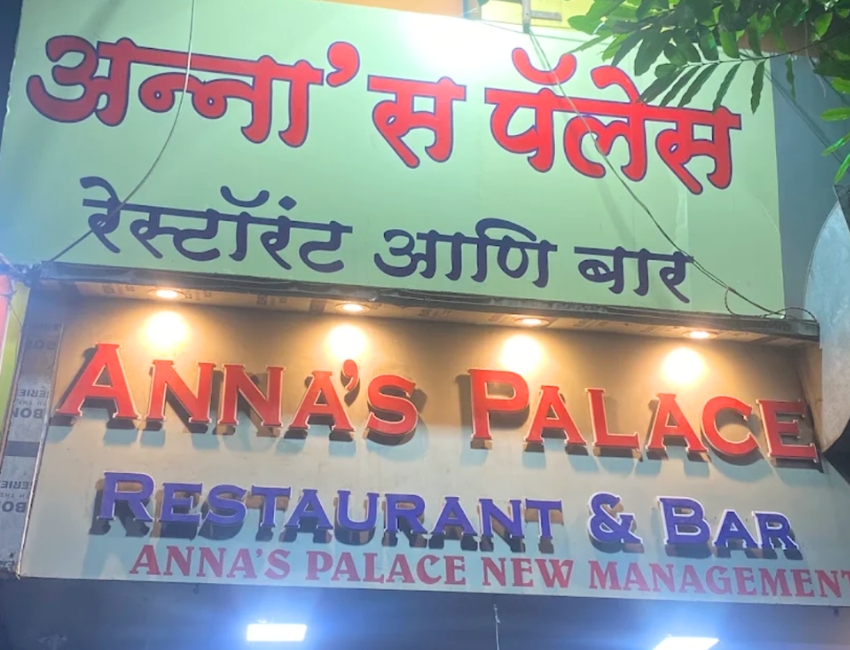 अन्ना'स पॅलेस
रेस्टॉरंट आणि बार
ANNA'S PALACE
RESTAURANT & BAR
ANNA'S PALACE NEW MANAGEMENT